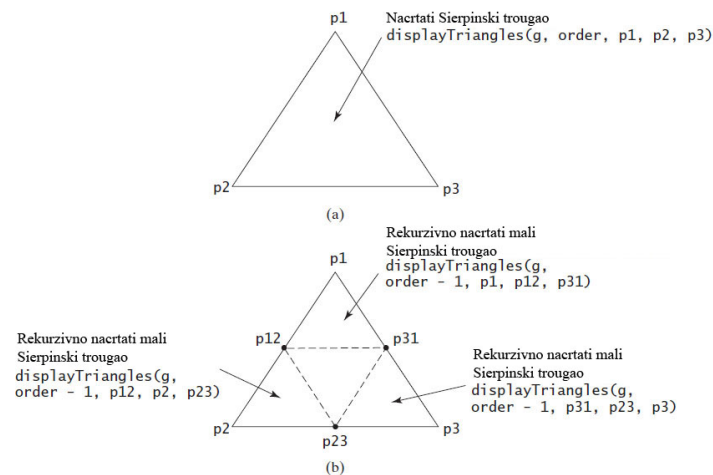 p1
Nacrtati Sierpinski trougao
displayTriangles(g, order, p1, p2, p3)
p2
p3
(a)
Rekurzivno nacrtati mali
Sierpinski trougao
displayTriangles(g,
order - 1, p1, p12, p31)
p1
p12
p31
Rekurzivno nacrtati mali
Sierpinski trougao
displayTriangles(g,
order - 1, p12, p2, p23)
Rekurzivno nacrtati mali
Sierpinski trougao
displayTriangles(g,
order - 1, p31, p23, p3)
p2
p23
p3
(b)